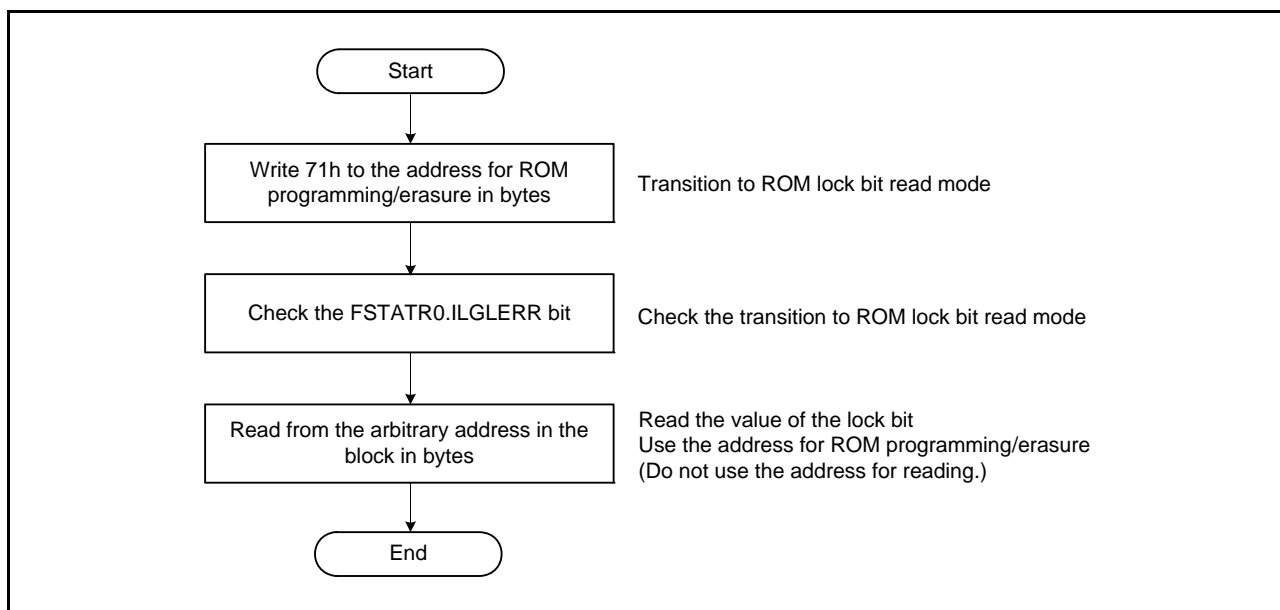 Start
Write 71h to the address for ROM
programming/erasure in bytes
Transition to ROM lock bit read mode
Check the FSTATR0.ILGLERR bit
Check the transition to ROM lock bit read mode
Read from the arbitrary address in the
block in bytes
Read the value of the lock bit
Use the address for ROM programming/erasure
(Do not use the address for reading.)
End